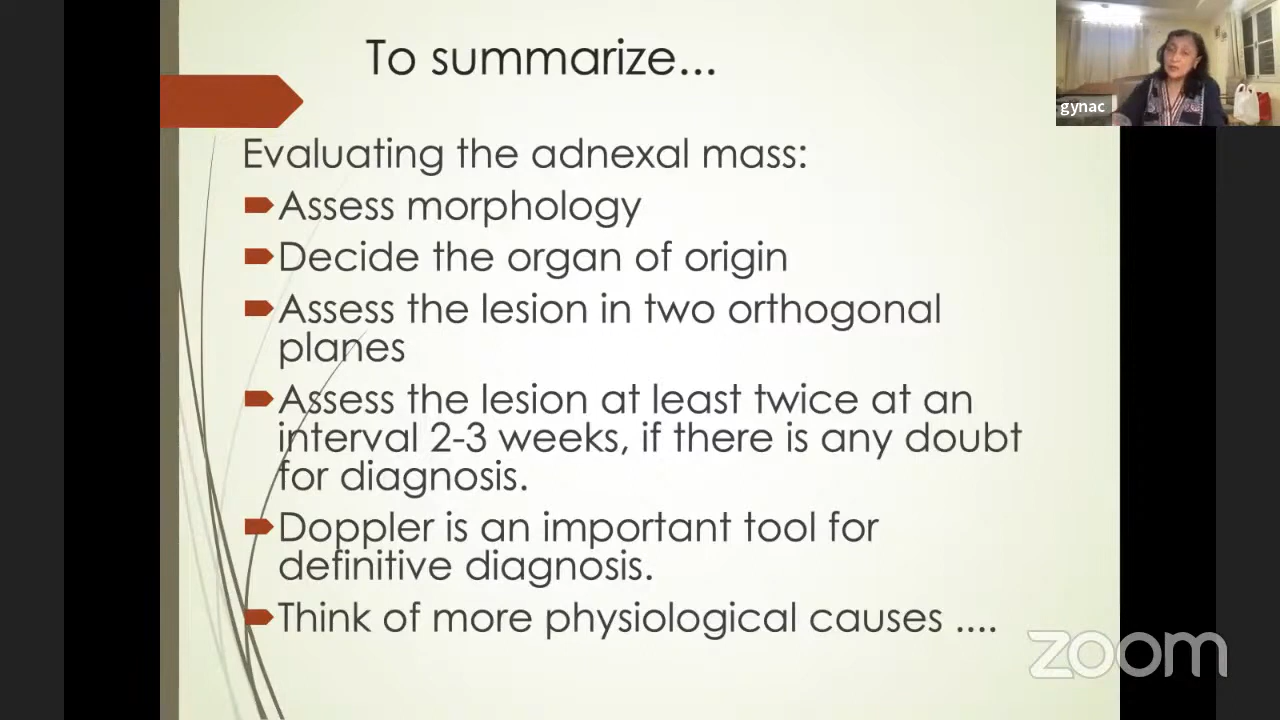 To summarize...
gynac
Evaluating the adnexal mass:
Assess morphology
Decide the organ of origin
Assess the lesion in two orthogonal
planes
Assess the lesion at least twice at an
interval 2-3 weeks, if there is any doubt
for diagnosis.
Doppler is an important tool for
definitive diagnosis.
Think of more physiological causes ....
zoom